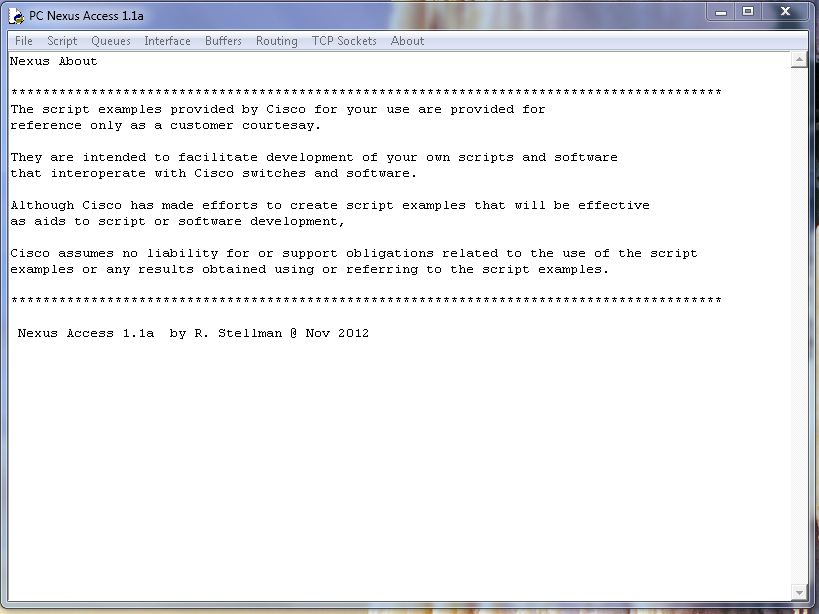 PC Nexus Access 1.1a
File Script Queues Interface Buffers Routing TCP Sockets About
Nexus About
*****************************************************************************************
The script examples provided by Cisco for your use are provided for
reference only as a customer courtesay.
They are intended to facilitate development of your own scripts and software
that interoperate with Cisco switches and software.
Although Cisco has made efforts to create script examples that will be effective
as aids to script or software development,
Cisco assumes no liability for or support obligations related to the use of the script
examples or any results obtained using or referring to the script examples.
*****************************************************************************************
Nexus Access 1.1a by R. Stellman @ Nov 2012